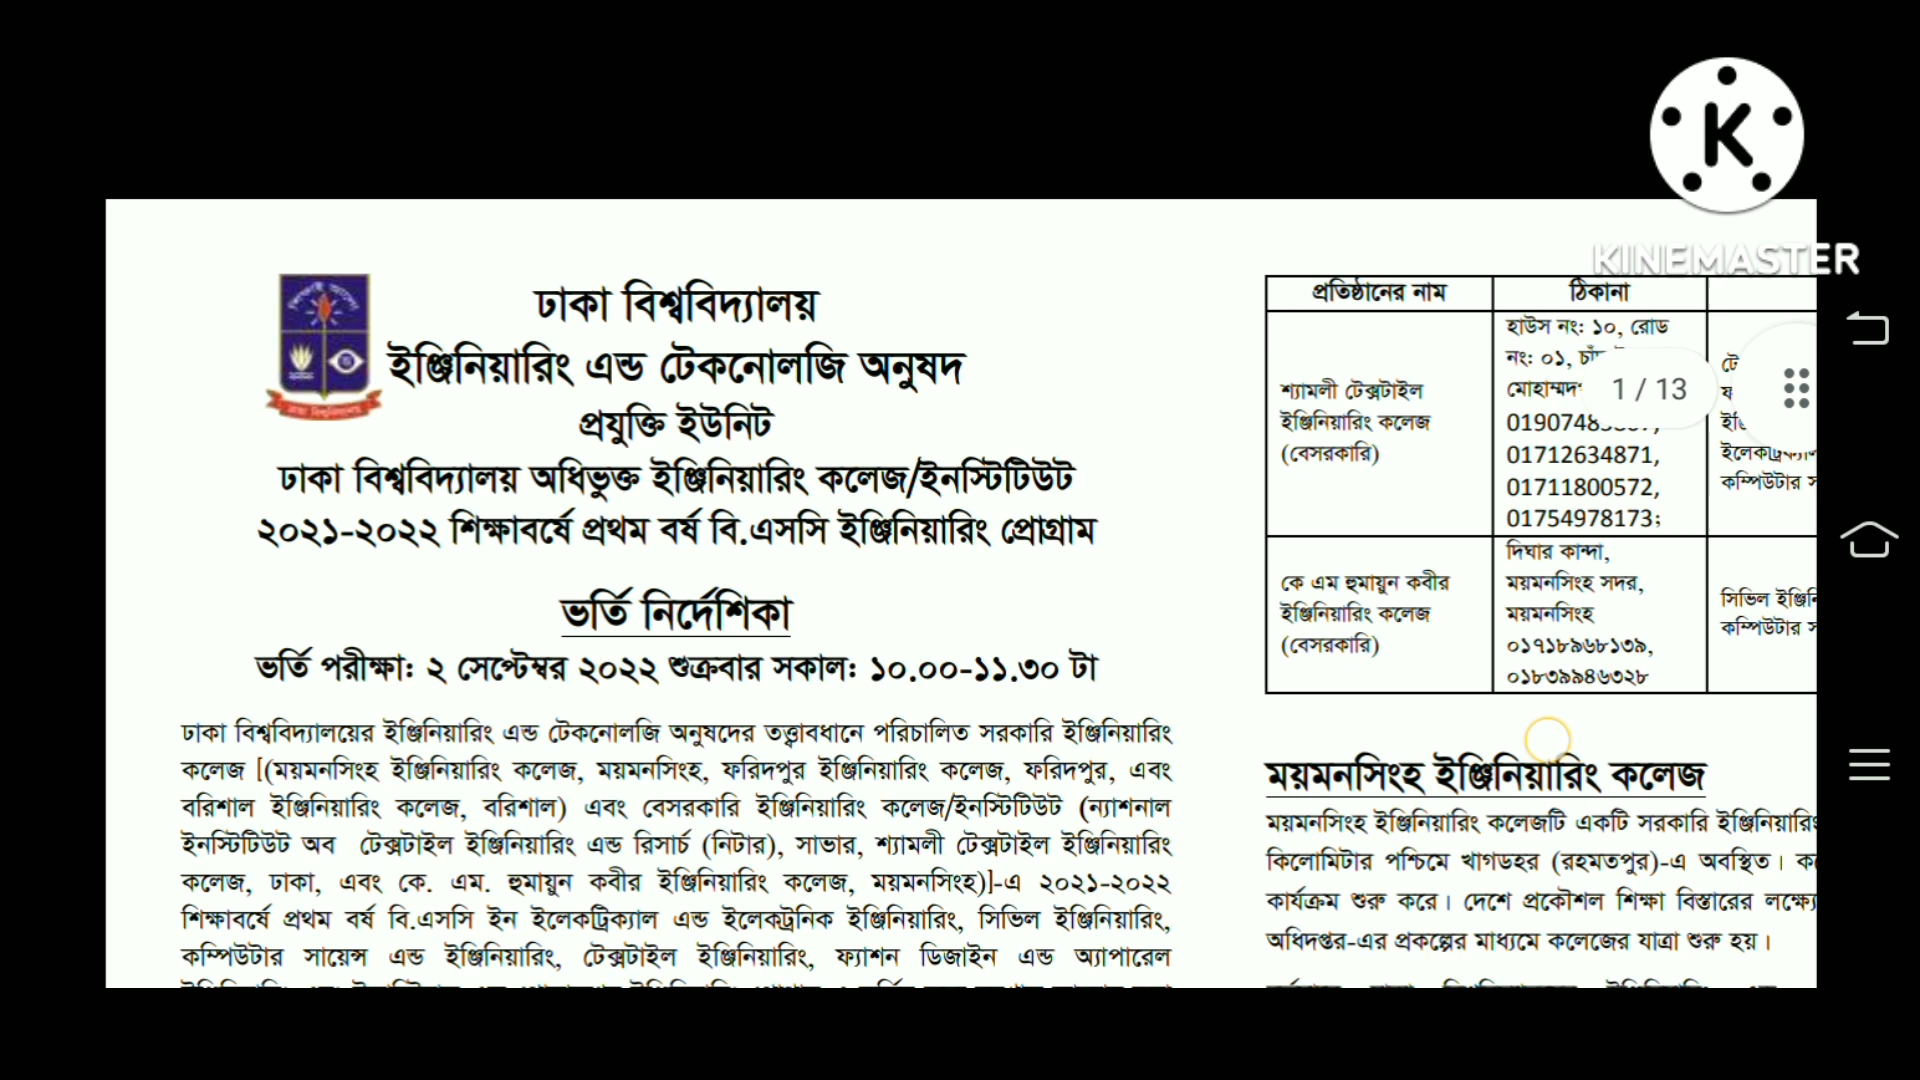 K
KINEMASTER
ঢাকা বিশ্ববিদ্যালয়
ইঞ্জিনিয়ারিং এন্ড টেকনোলজি অনুষদ
প্রযুক্তি ইউনিট
ঢাকা বিশ্ববিদ্যালয় অধিভুক্ত ইঞ্জিনিয়ারিং কলেজ/ইনস্টিটিউট
২০২১-২০২২ শিক্ষাবর্ষে প্রথম বর্ষ বি.এসসি ইঞ্জিনিয়ারিং প্রোগ্রাম
ভর্তি নির্দেশিকা
ভর্তি পরীক্ষা: ২ সেপ্টেম্বর ২০২২ শুক্রবার সকাল: ১০.০০-১১.৩০ টা
ঢাকা বিশ্ববিদ্যালয়ের ইঞ্জিনিয়ারিং এন্ড টেকনোলজি অনুষদের তত্ত্বাবধানে পরিচালিত সরকারি ইঞ্জিনিয়ারিং
কলেজ [(ময়মনসিংহ ইঞ্জিনিয়ারিং কলেজ, ময়মনসিংহ, ফরিদপুর ইঞ্জিনিয়ারিং কলেজ, ফরিদপুর, এবং
বরিশাল ইঞ্জিনিয়ারিং কলেজ, বরিশাল) এবং বেসরকারি ইঞ্জিনিয়ারিং কলেজ/ইনস্টিটিউট (ন্যাশনাল
ইনস্টিটিউট অব টেক্সটাইল ইঞ্জিনিয়ারিং এন্ড রিসার্চ (নিটার), সাভার, শ্যামলী টেক্সটাইল ইঞ্জিনিয়ারিং
কলেজ, ঢাকা, এবং কে. এম. হুমায়ুন কবীর ইঞ্জিনিয়ারিং কলেজ, ময়মনসিংহ)]-এ ২০২১-২০২২
শিক্ষাবর্ষে প্রথম বর্ষ বি.এসসি ইন ইলেকট্রিক্যাল এন্ড ইলেকট্রনিক ইঞ্জিনিয়ারিং, সিভিল ইঞ্জিনিয়ারিং,
কম্পিউটার সায়েন্স এন্ড ইঞ্জিনিয়ারিং, টেক্সটাইল ইঞ্জিনিয়ারিং, ফ্যাশন ডিজাইন এন্ড অ্যাপারেল
প্রতিষ্ঠানের নাম
ঠিকানা
শ্যামলী টেক্সটাইল
ইঞ্জিনিয়ারিং কলেজ
(বেসরকারি)
হাউস নং: ১০, রোড
নং: ০১,
01712634871,
01711800572,
01754978173;
কম্পিউটার
1 / 13
কে এম হুমায়ুন কবীর
ইঞ্জিনিয়ারিং কলেজ
(বেসরকারি)
দিঘার কান্দা,
ময়মনসিংহ সদর,
ময়মনসিংহ
০১৭১৮৯৬৮১৩৯,
০১৮৩৯৯৪৬৩২৮
সিভিল
কম্পিউটার
ময়মনসিংহ ইঞ্জিনিয়ারিং কলেজ
ময়মনসিংহ ইঞ্জিনিয়ারিং কলেজটি একটি সরকারি
কিলোমিটার পশ্চিমে খাগডহর (রহমতপুর)-এ অবস্থিত।
কার্যক্রম শুরু করে। দেশে প্রকৌশল শিক্ষা বিস্তারের লক্ষ্যে
অধিদপ্তর-এর প্রকল্পের মাধ্যমে কলেজের যাত্রা শুরু হয়।